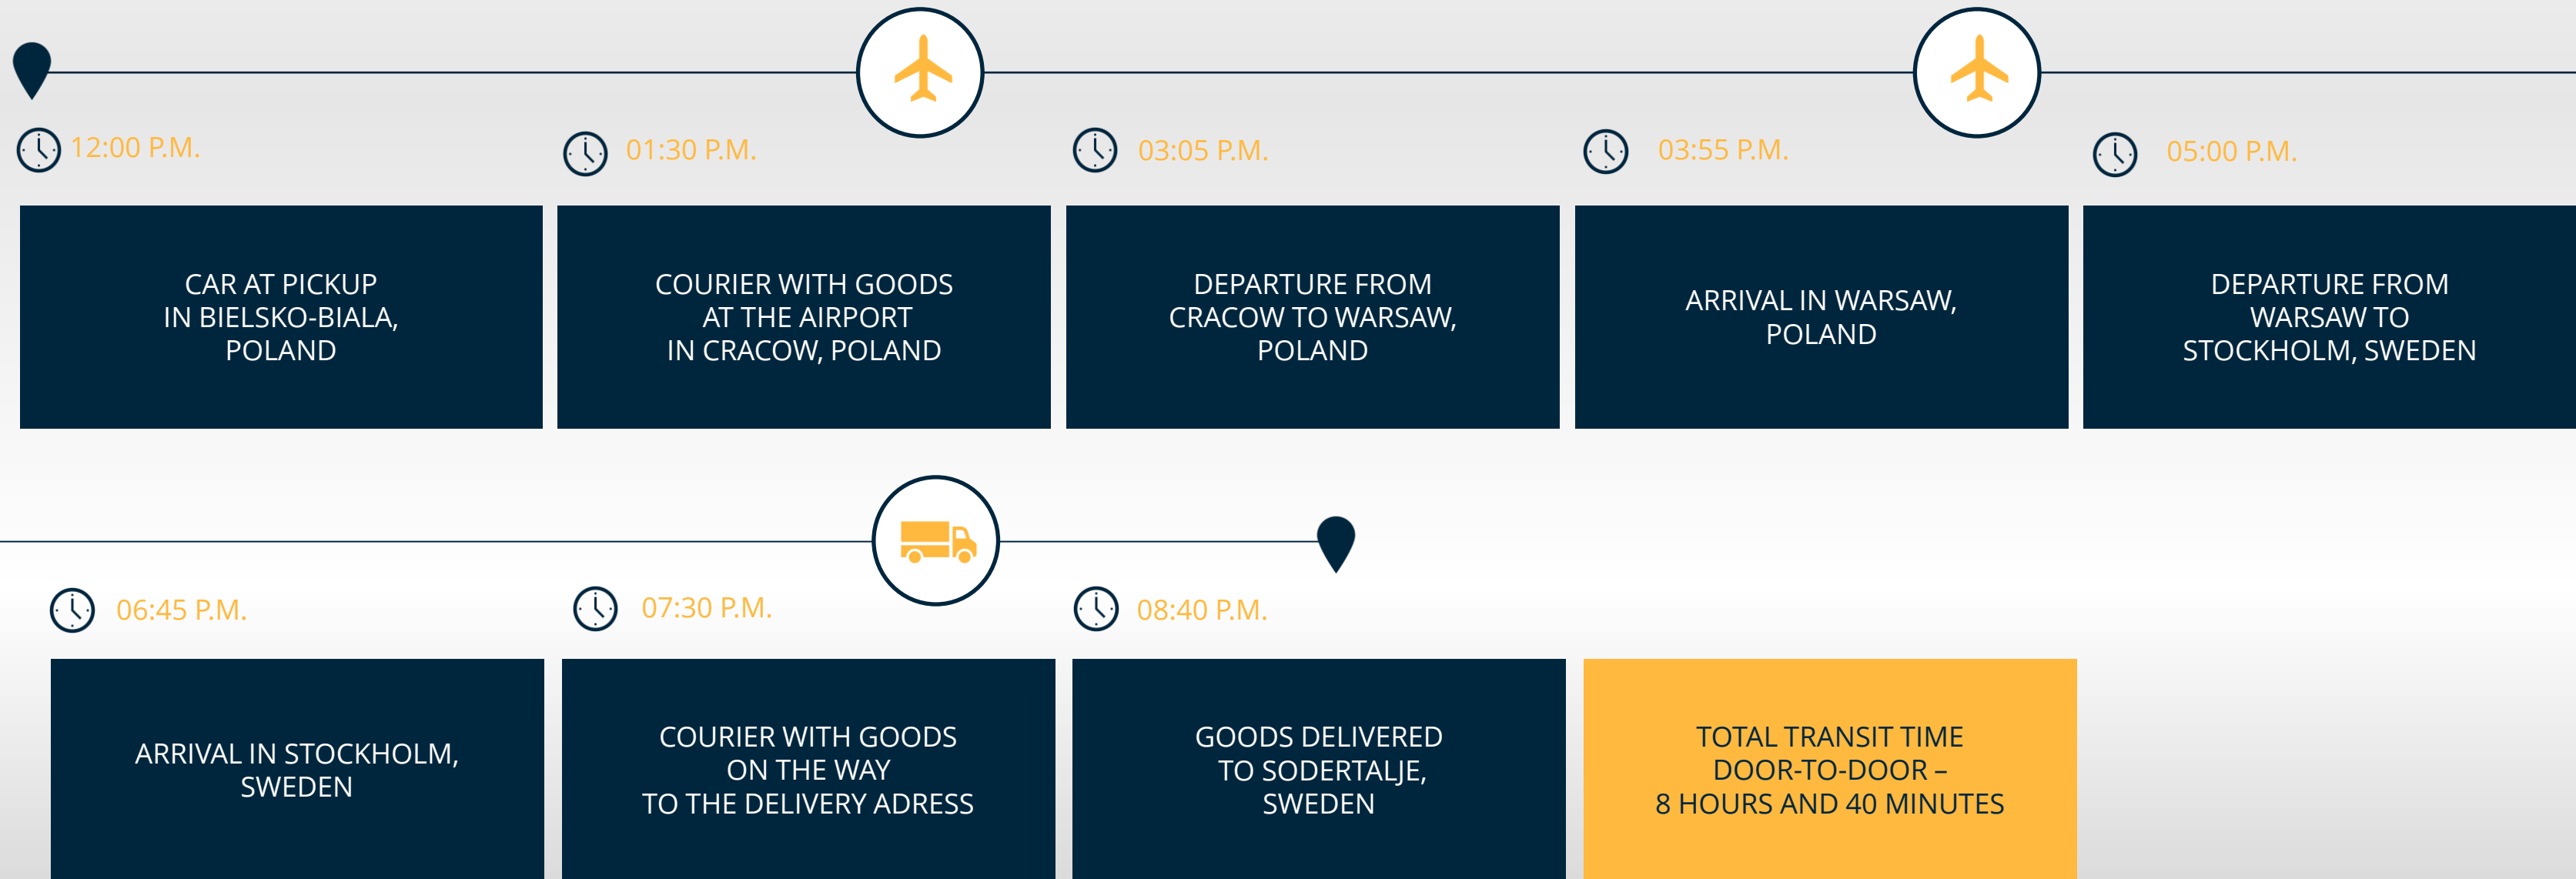 12:00 P.M.
01:30 P.M.
03:05 P.M.
03:55 P.M.
05:00 P.M.
CAR AT PICKUP
IN BIELSKO-BIALA,
POLAND
COURIER WITH GOODS
AT THE AIRPORT
IN CRACOW, POLAND
DEPARTURE FROM
CRACOW TO WARSAW,
POLAND
ARRIVAL IN WARSAW,
POLAND
DEPARTURE FROM
WARSAW TO
STOCKHOLM, SWEDEN
06:45 P.M.
07:30 P.M.
08:40 P.M.
ARRIVAL IN STOCKHOLM,
SWEDEN
COURIER WITH GOODS
ON THE WAY
TO THE DELIVERY ADRESS
GOODS DELIVERED
TO SODERTALJE,
SWEDEN
TOTAL TRANSIT TIME
DOOR-TO-DOOR –
8 HOURS AND 40 MINUTES